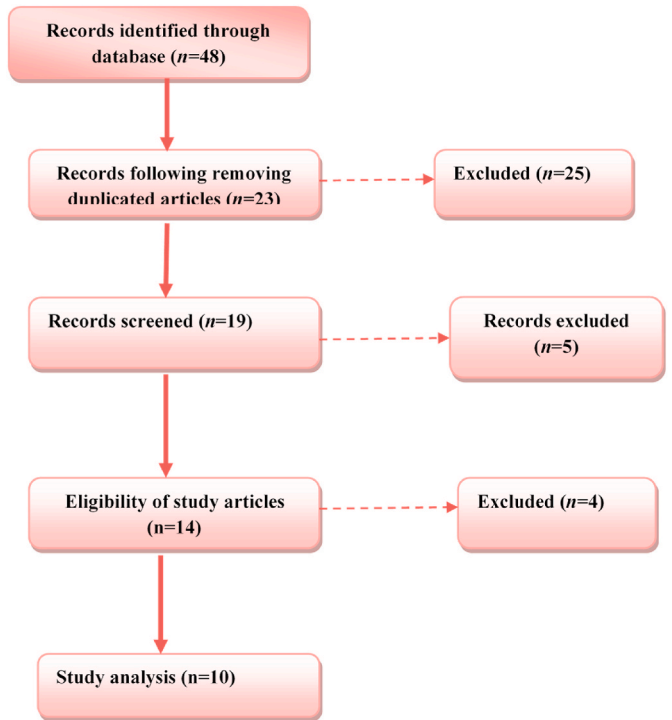 Records identified through
database (n=48)
Records following removing
duplicated articles (n=23)
Excluded (n=25)
Records screened (n=19)
Records excluded
(n=5)
Eligibility of study articles
(n=14)
Excluded (n=4)
Study analysis (n=10)